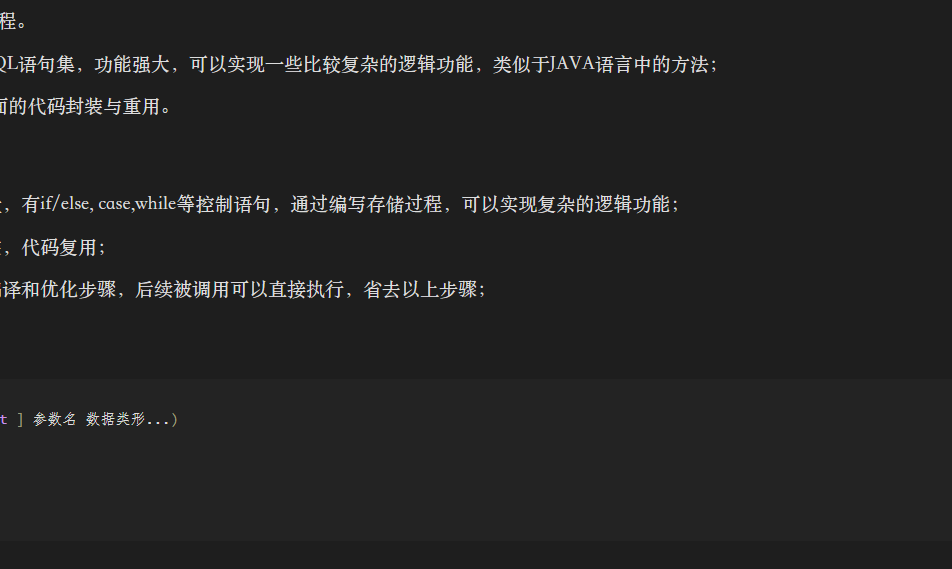 程。
QL语句集，功能强大，可以实现一些比较复杂的逻辑功能，类似于JAVA语言中的方法；
面的代码封装与重用。
，有if/else, case,while等控制语句，通过编写存储过程，可以实现复杂的逻辑功能；
，代码复用；
译和优化步骤，后续被调用可以直接执行，省去以上步骤；
t ] 参数名 数据类形...)